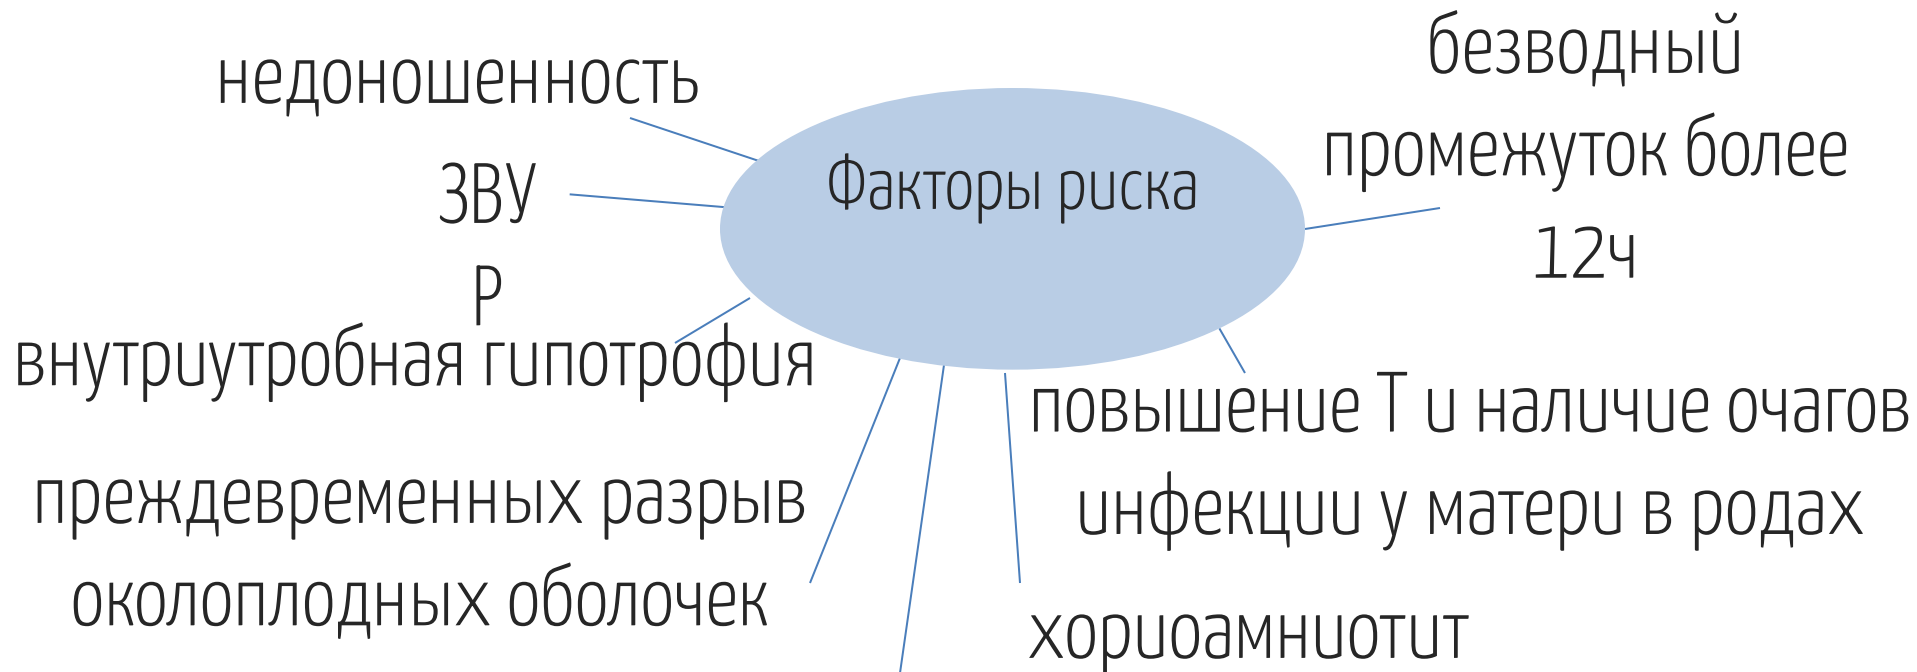 Факторы риска
недоношенность
ЗВУ
Р
внутриутробная гипотрофия
преждевременных разрыв
околоплодных оболочек
безводный
промежуток более
12ч
повышение Т и наличие очагов
инфекции у матери в родах
хориоамниотит